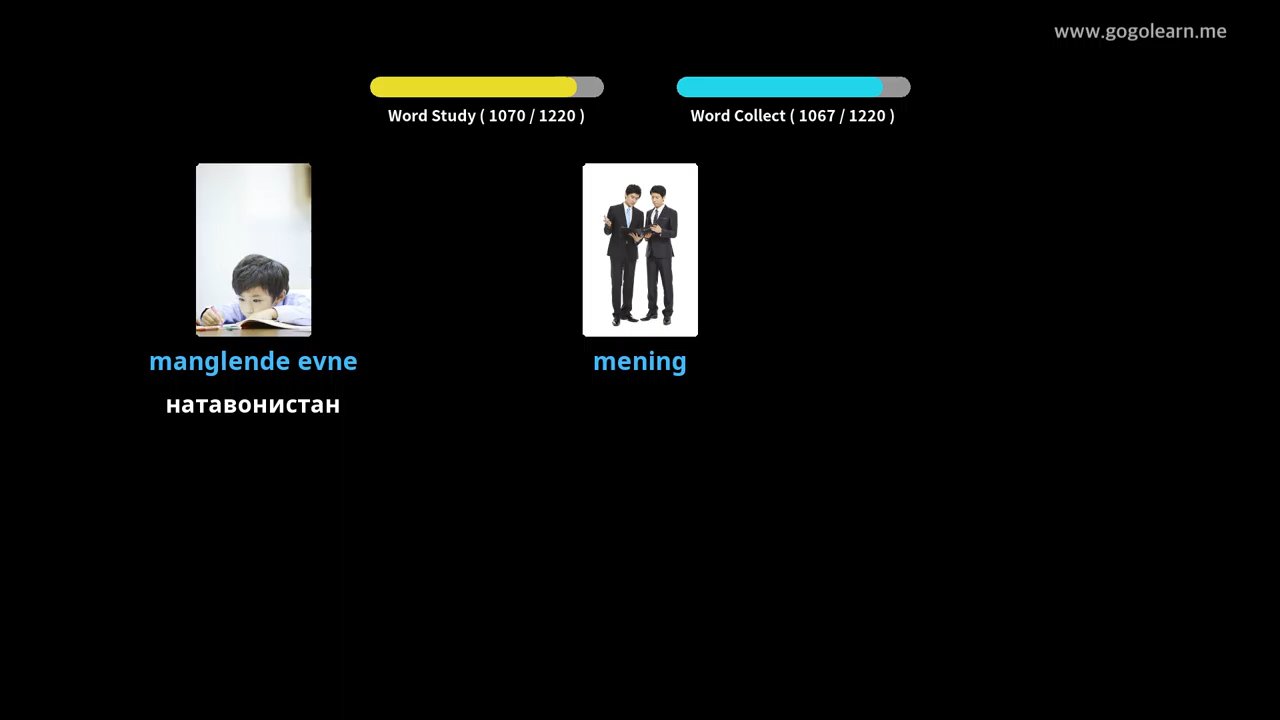 www.gogolearn.me
Word Study ( 1070 / 1220 )
Word Collect ( 1067 / 1220 )
manglende evne
mening
натавонистан